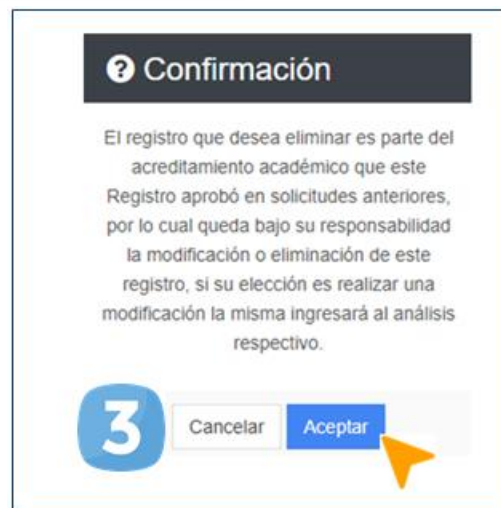 Confirmación
El registro que desea eliminar es parte del
acreditamiento académico que este
Registro aprobó en solicitudes anteriores,
por lo cual queda bajo su responsabilidad
la modificación o eliminación de este
registro, si su elección es realizar una
modificación la misma ingresará al análisis
respectivo.
3 Cancelar Aceptar